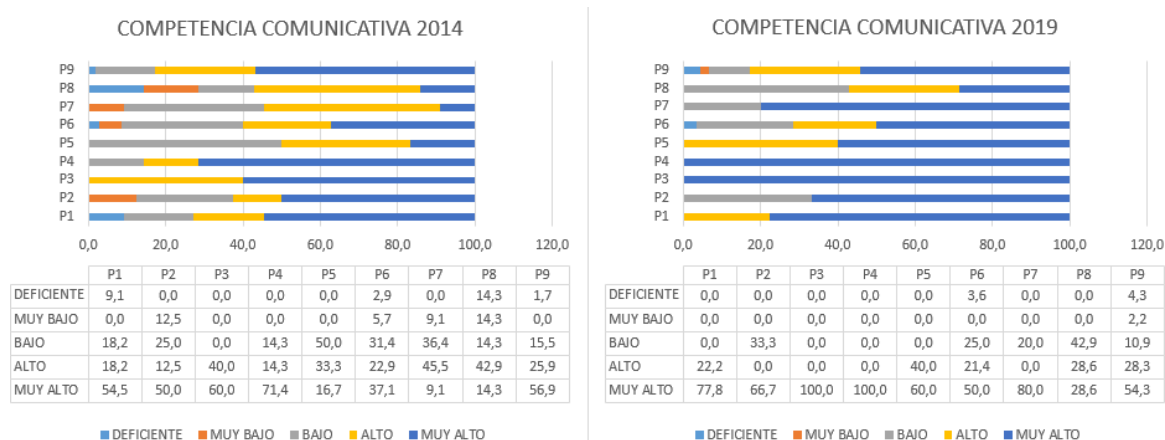 COMPETENCIA COMUNICATIVA 2014
P9
P8
P7
P6
P5
P4
P3
P2
P1
0,0 20,0 40,0 60,0 80,0 100,0 120,0
P1 P2 P3 P4 P5 P6 P7 P8 P9
DEFICIENTE 9,1 0,0 0,0 0,0 0,0 2,9 0,0 14,3 1,7
MUY BAJO 0,0 12,5 0,0 0,0 0,0 5,7 9,1 14,3 0,0
BAJO 18,2 25,0 0,0 14,3 50,0 31,4 36,4 14,3 15,5
ALTO 18,2 12,5 40,0 14,3 33,3 22,9 45,5 42,9 25,9
MUY ALTO 54,5 50,0 60,0 71,4 16,7 37,1 9,1 14,3 56,9
DEFICIENTE MUY BAJO BAJO ALTO MUY ALTO
COMPETENCIA COMUNICATIVA 2019
P9
P8
P7
P6
P5
P4
P3
P2
P1
0,0 20,0 40,0 60,0 80,0 100,0 120,0
P1 P2 P3 P4 P5 P6 P7 P8 P9
DEFICIENTE 0,0 0,0 0,0 0,0 0,0 3,6 0,0 0,0 4,3
MUY BAJO 0,0 0,0 0,0 0,0 0,0 0,0 0,0 0,0 2,2
BAJO 0,0 33,3 0,0 0,0 0,0 25,0 20,0 42,9 10,9
ALTO 22,2 0,0 0,0 0,0 40,0 21,4 0,0 28,6 28,3
MUY ALTO 77,8 66,7 100,0 100,0 60,0 50,0 80,0 28,6 54,3
DEFICIENTE MUY BAJO BAJO ALTO MUY ALTO